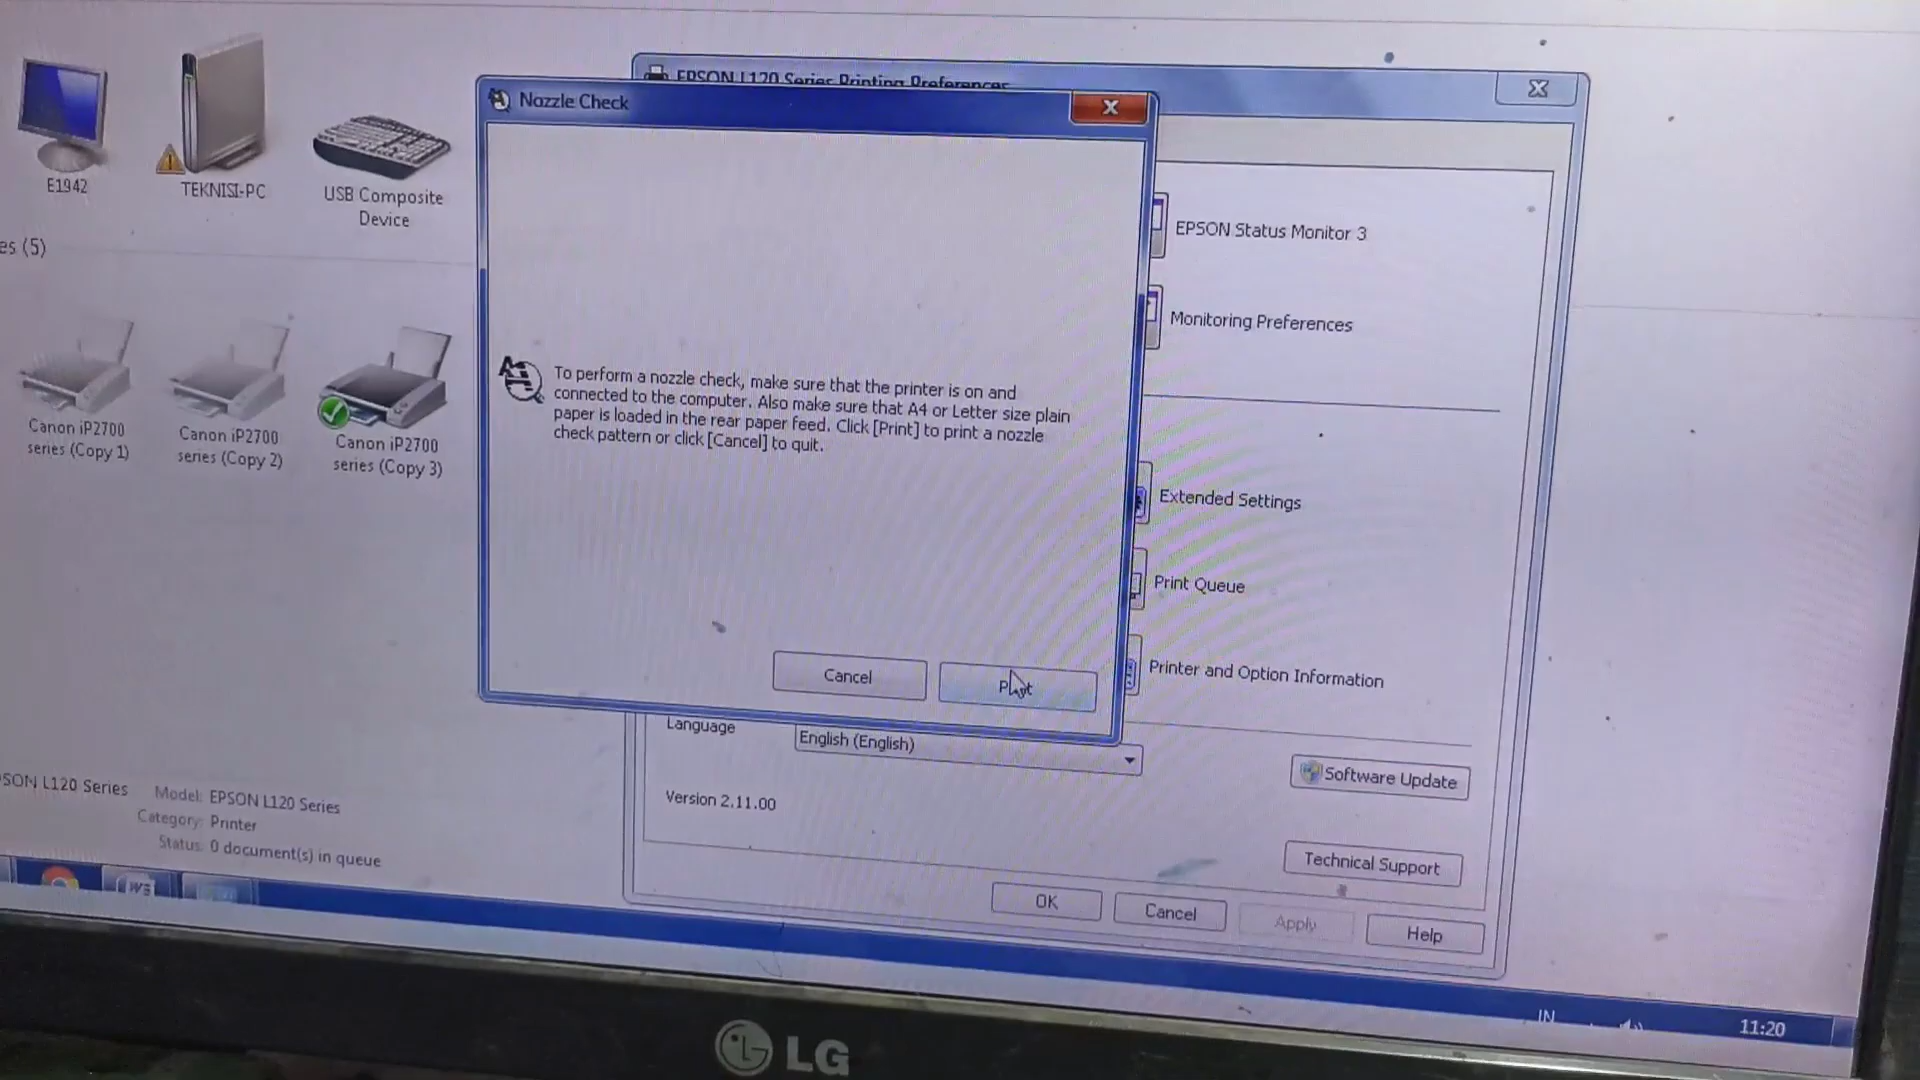 EPSON L120 Series Printing Preferences
Nozzle Check
E1942
TEKNISI-PC
USB Composite
Device
es (5)
EPSON Status Monitor 3
Monitoring Preferences
To perform a nozzle check, make sure that the printer is on and
connected to the computer. Also make sure that A4 or Letter size plain
paper is loaded in the rear paper feed. Click [Print] to print a nozzle
check pattern or click [Cancel] to quit.
Canon iP2700
series (Copy 1)
Canon iP2700
series (Copy 2)
Canon iP2700
series (Copy 3)
Extended Settings
Print Queue
Printer and Option Information
Cancel
Print
Language
English (English)
Software Update
Version 2.11.00
Technical Support
OK
Cancel
Apply
Help
PSON L120 Series
Model: EPSON L120 Series
Category: Printer
Status: 0 document(s) in queue
IN
11:20
LG